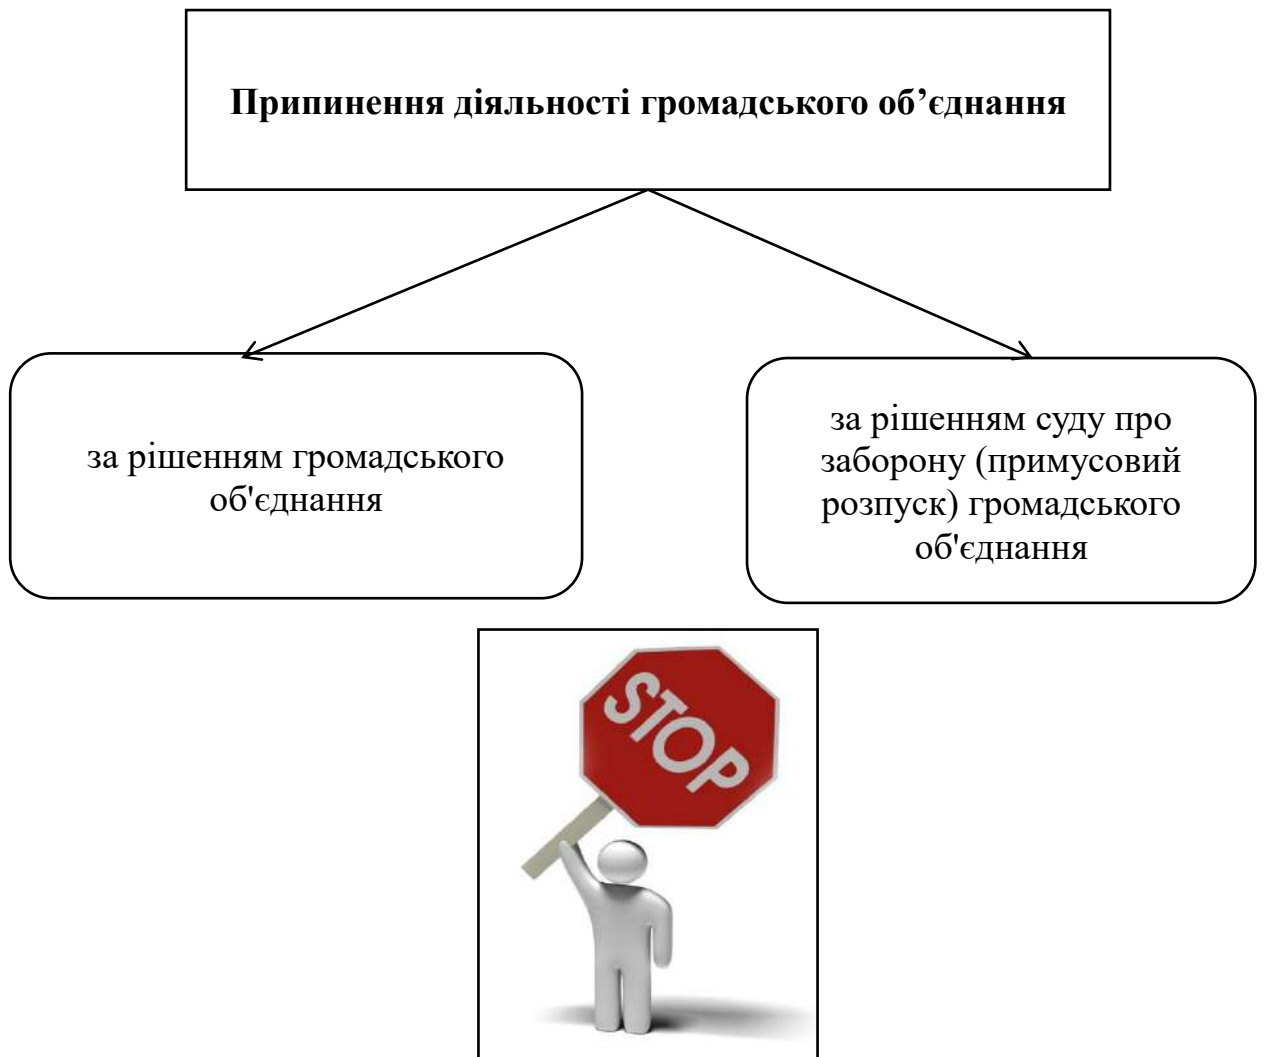 Припинення діяльності громадського об’єднання
за рішенням громадського
об'єднання
за рішенням суду про
заборону (примусовий
розпуск) громадського
об'єднання
STOP